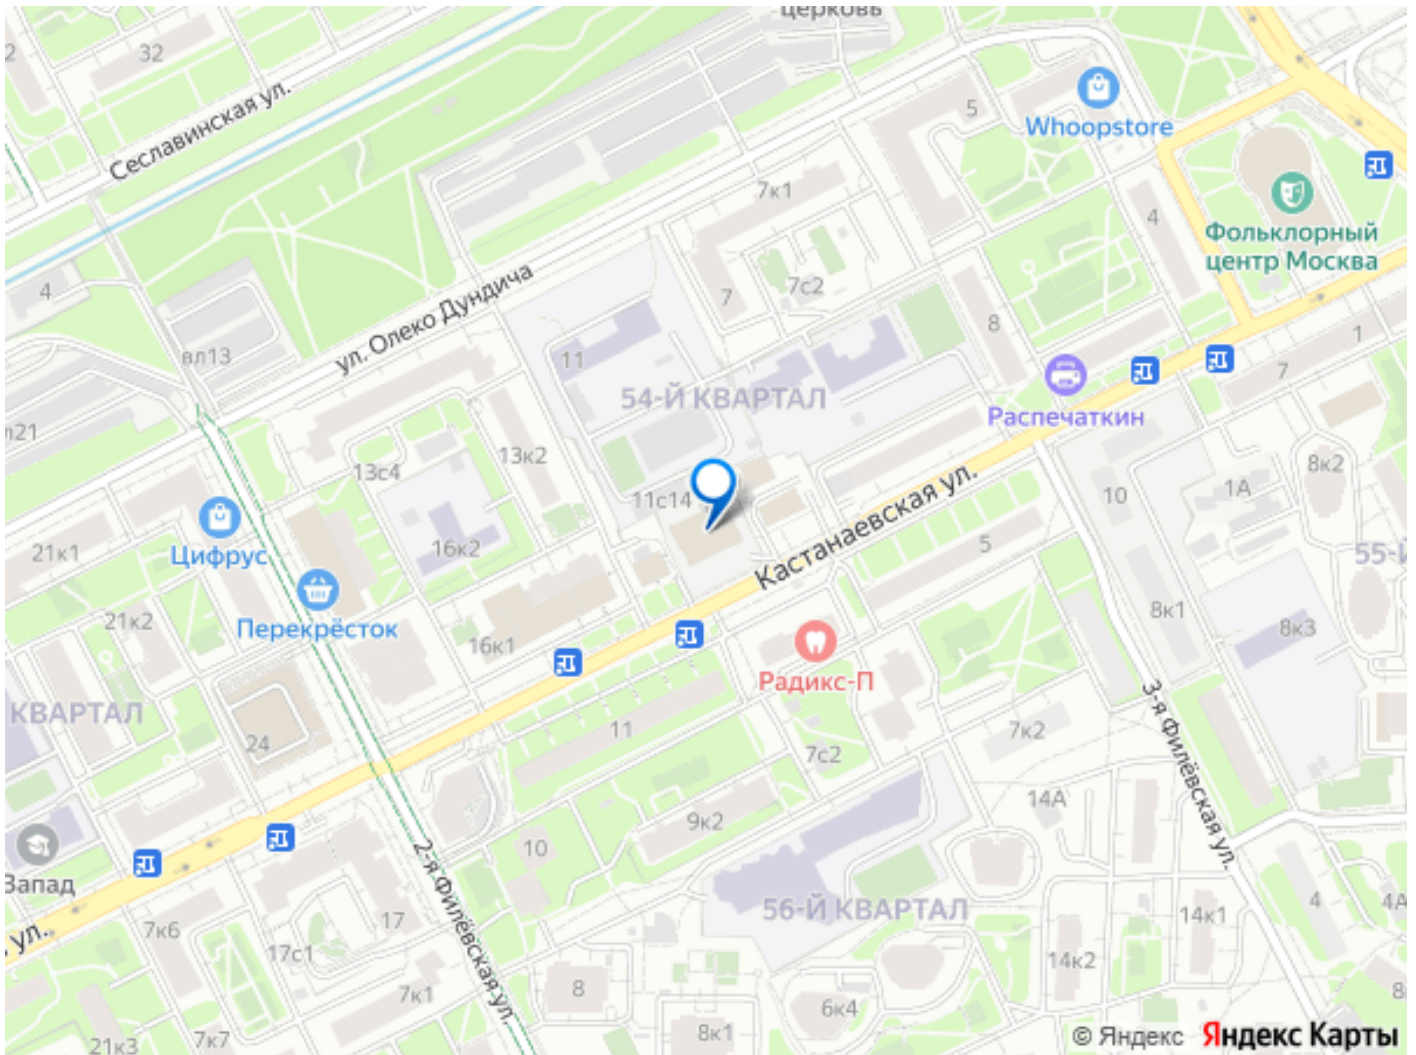 церковь
2
32
Сеславинская ул.
5
Whoopstore
7к1
4
Фольклорный
центр Москва
4
ул. Олеко Дундича
7с2
7
8
1
вл13
11
7
54-Й КВАРТАЛ
Распечаткин
л21
13с4
13к2
8к2
11с14
10
1А
Кастанаевская ул.
21к1
Цифрус
16к2
5
55-Й
8к1
21к2
Перекрёсток
16к1
8к3
Радикс-П
КВАРТАЛ
11
7к2
3-я Филёвская ул.
24
7с2
14А
9к2
10
2-я Филёвская ул.
Запад
4
4А
56-Й КВАРТАЛ
14к1
17
ул.
7к6
17с1
14к2
7к1
8
6к4
8
8к1
7к7
21к3
© Яндекс Яндекс Карты